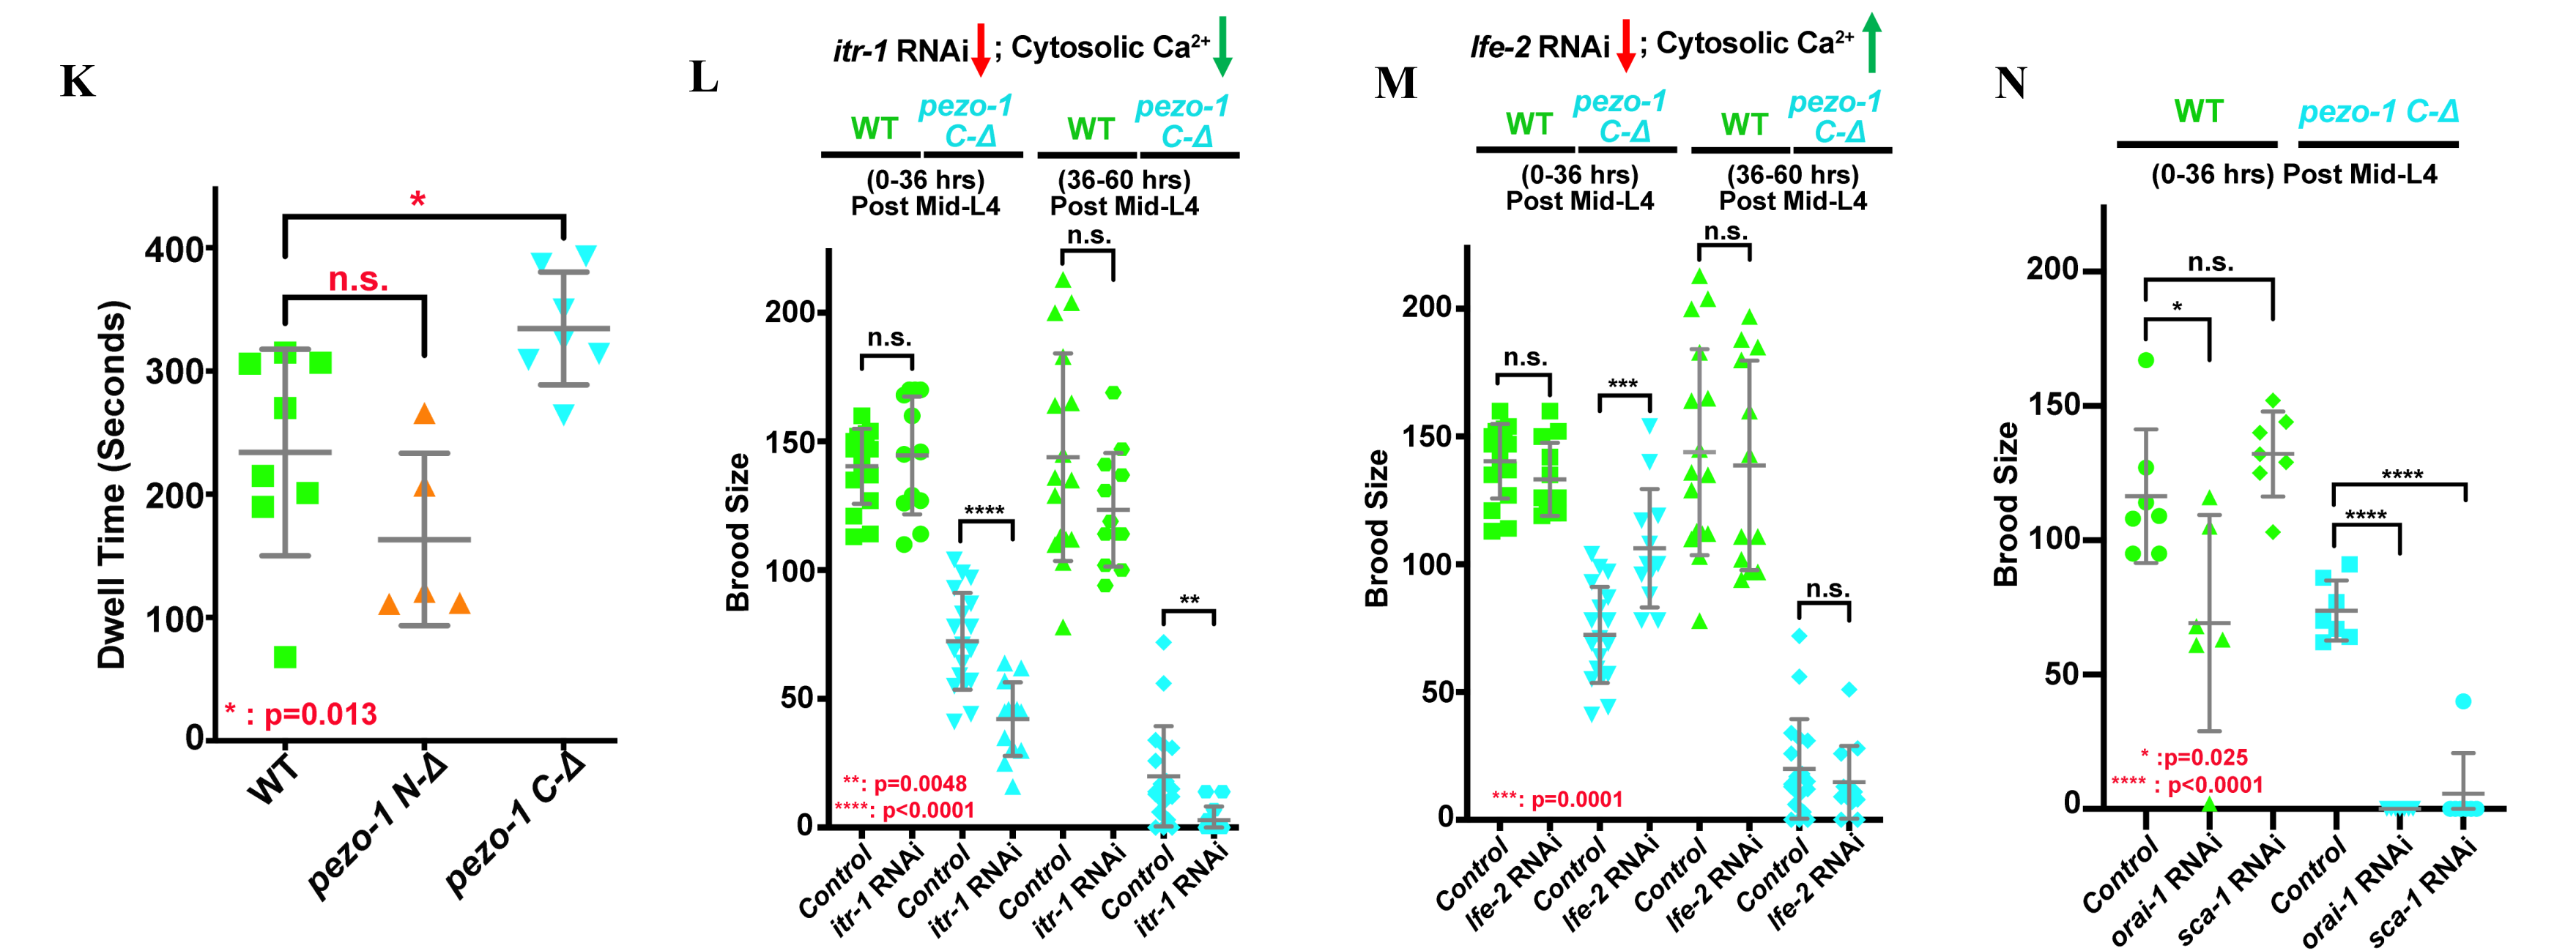 K
Dwell Time (Seconds)
400
300
200
100
0
*
n.s.
* : p=0.013
WT
pezo-1 N-Δ
pezo-1 C-Δ
L
itr-1 RNAi ; Cytosolic Ca²⁺
WT
pezo-1 C-Δ
WT
pezo-1 C-Δ
(0-36 hrs)
Post Mid-L4
(36-60 hrs)
Post Mid-L4
Brood Size
200
150
100
50
0
n.s.
****
n.s.
**
**: p=0.0048
****: p<0.0001
Control
itr-1 RNAi
Control
itr-1 RNAi
Control
itr-1 RNAi
Control
itr-1 RNAi
M
lfe-2 RNAi ; Cytosolic Ca²⁺
WT
pezo-1 C-Δ
WT
pezo-1 C-Δ
(0-36 hrs)
Post Mid-L4
(36-60 hrs)
Post Mid-L4
Brood Size
200
150
100
50
0
n.s.
***
n.s.
n.s.
***: p=0.0001
Control
lfe-2 RNAi
Control
lfe-2 RNAi
Control
lfe-2 RNAi
Control
lfe-2 RNAi
N
WT
pezo-1 C-Δ
(0-36 hrs) Post Mid-L4
Brood Size
200
150
100
50
0
n.s.
*
****
****
* :p=0.025
**** : p<0.0001
Control
orai-1 RNAi
sca-1 RNAi
Control
orai-1 RNAi
sca-1 RNAi